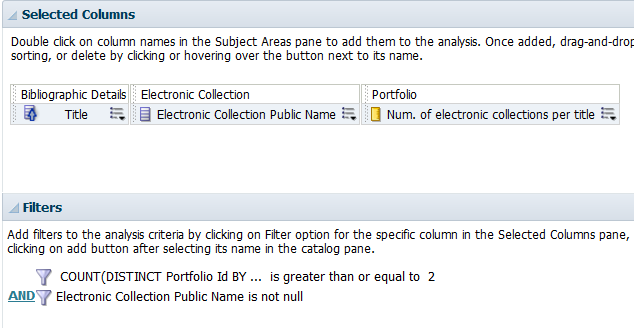 Selected Columns
Double click on column names in the Subject Areas pane to add them to the analysis. Once added, drag-and-drop
sorting, or delete by clicking or hovering over the button next to its name.
Bibliographic Details Electronic Collection Portfolio
Title Electronic Collection Public Name Num. of electronic collections per title
Filters
Add filters to the analysis criteria by clicking on Filter option for the specific column in the Selected Columns pane,
clicking on add button after selecting its name in the catalog pane.
COUNT(DISTINCT Portfolio Id BY ... is greater than or equal to 2
AND Electronic Collection Public Name is not null